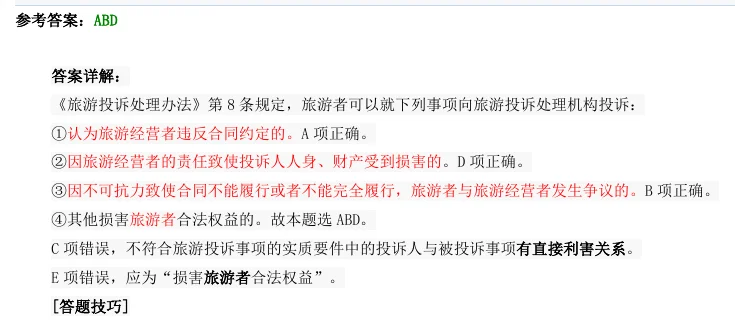 参考答案：ABD
答案详解：
《旅游投诉处理办法》第 8 条规定，旅游者可以就下列事项向旅游投诉处理机构投诉：
①认为旅游经营者违反合同约定的。A 项正确。
②因旅游经营者的责任致使投诉人人身、财产受到损害的。D 项正确。
③因不可抗力致使合同不能履行或者不能完全履行，旅游者与旅游经营者发生争议的。B 项正确。
④其他损害旅游者合法权益的。故本题选 ABD。
C 项错误，不符合旅游投诉事项的实质要件中的投诉人与被投诉事项有直接利害关系。
E 项错误，应为“损害旅游者合法权益”。
[答题技巧]